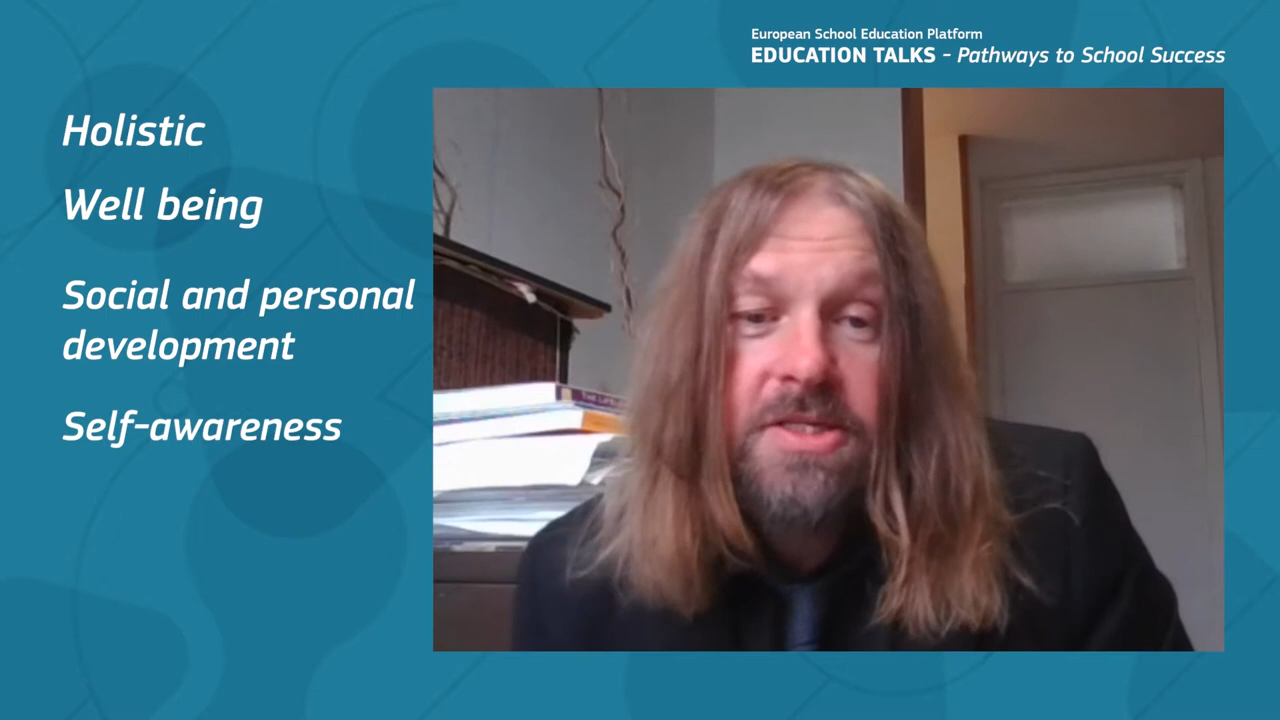 European School Education Platform
EDUCATION TALKS - Pathways to School Success
Holistic
Well being
Social and personal
development
Self-awareness